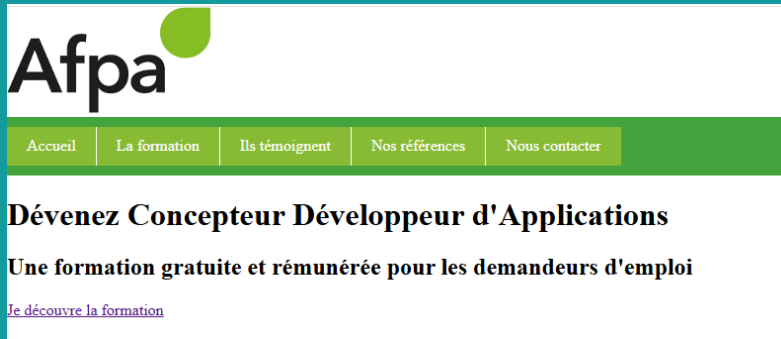 Afpa
Accueil La formation Ils témoignent Nos références Nous contacter
Dévenez Concepteur Développeur d'Applications
Une formation gratuite et rémunérée pour les demandeurs d'emploi
Je découvre la formation